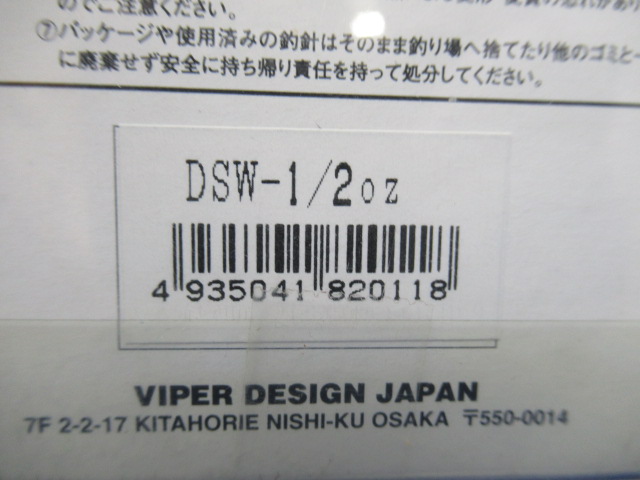 のでご注意ください。
⑦パッケージや使用済みの釣針はそのまま釣り場へ捨てたり他のゴミと一
に廃棄せず安全に持ち帰り責任を持って処分してください。
DSW-1/2oz
4 935041 820118
VIPER DESIGN JAPAN
7F 2-2-17 KITAHORIE NISHI-KU OSAKA 〒550-0014